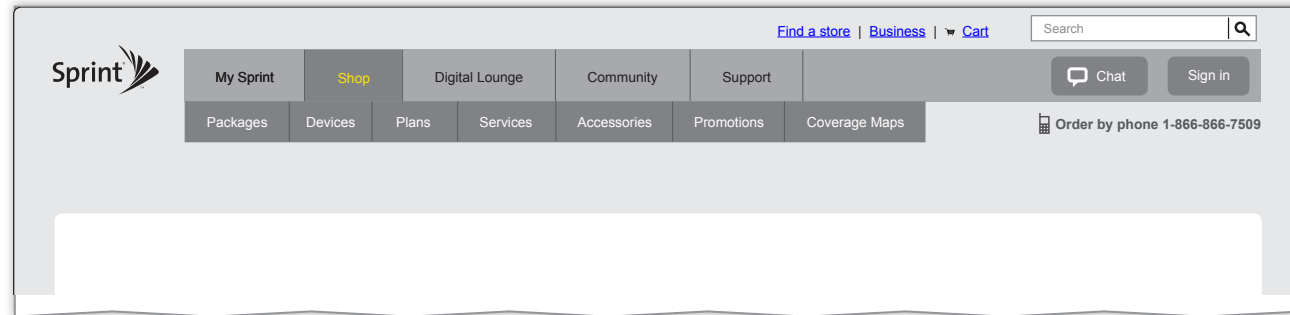 Find a store | Business | Cart
Search
Sprint
My Sprint
Shop
Digital Lounge
Community
Support
Chat
Sign in
Packages
Devices
Plans
Services
Accessories
Promotions
Coverage Maps
Order by phone 1-866-866-7509